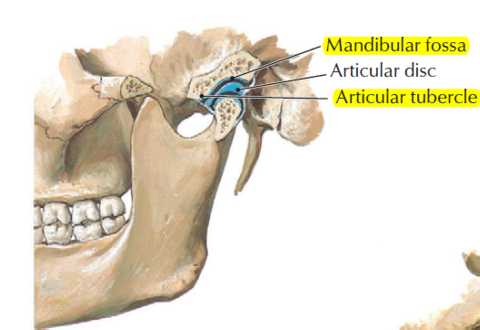 Mandibular fossa
Articular disc
Articular tubercle